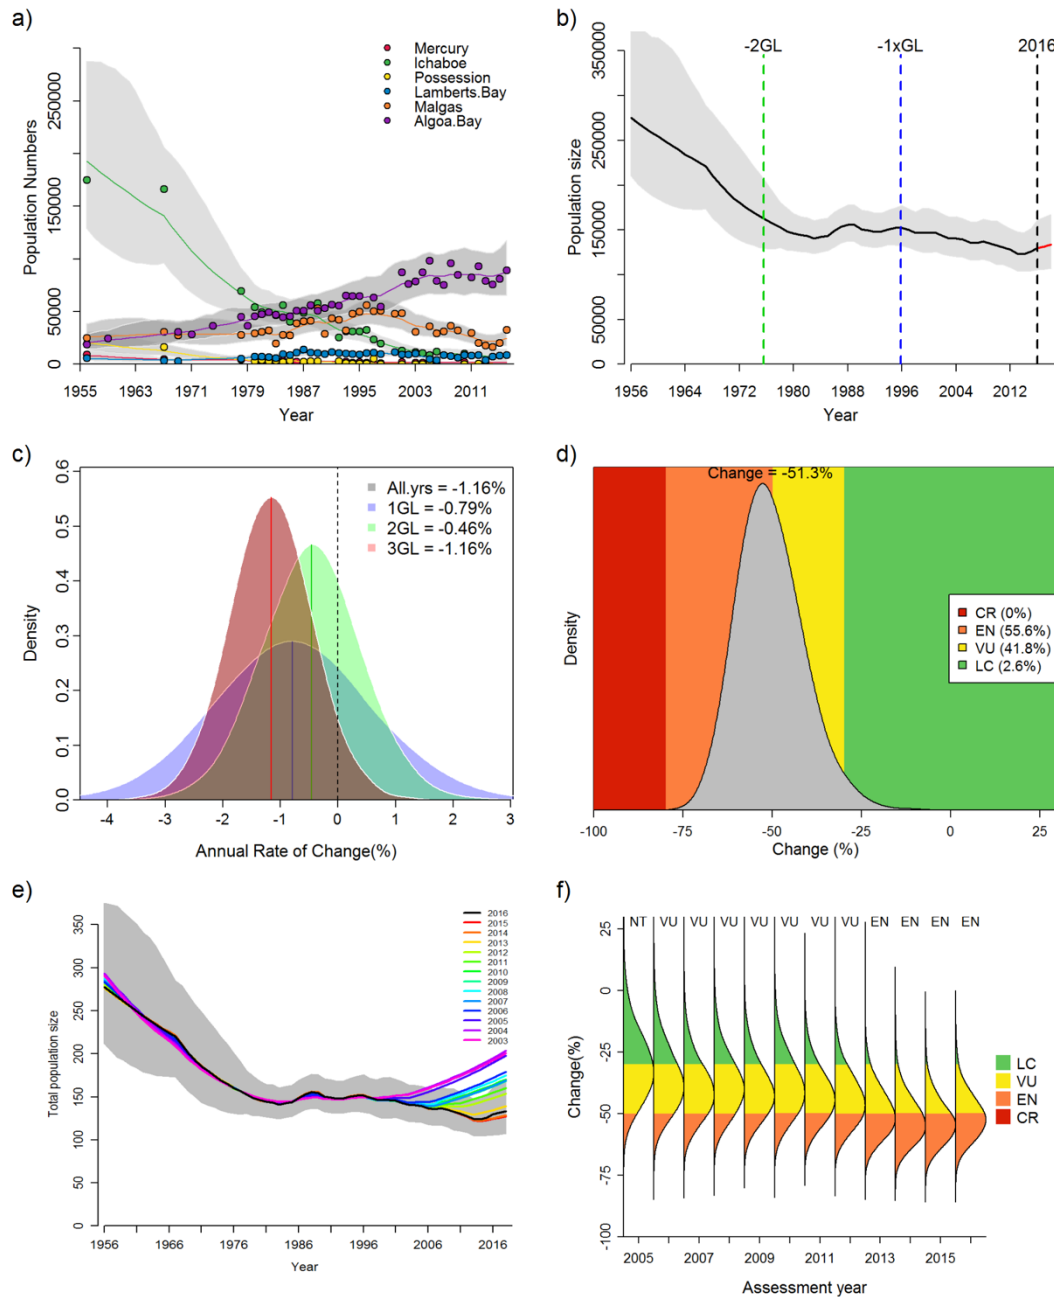 a)
Mercury
Ichaboe
Possession
Lamberts.Bay
Malgas
Algoa.Bay
Population Numbers
0 50000 150000 250000
1955 1963 1971 1979 1987 1995 2005 2015
Year
b)
-2GL -1xGL 2016
Population size
0 50000 150000 250000 350000
1956 1964 1972 1980 1988 1996 2004 2012
Year
c)
All.yrs = -1.16%
1GL = -0.79%
2GL = -0.46%
3GL = -1.16%
Density
0.0 0.1 0.2 0.3 0.4 0.5 0.6
-4 -3 -2 -1 0 1 2 3
Annual Rate of Change(%)
d)
Change = -51.3%
CR (0%)
EN (55.6%)
VU (41.8%)
LC (2.6%)
Density
-100 -75 -50 -25 0 25
Change (%)
e)
2016
2015
2014
2013
2012
2011
2010
2009
2008
2007
2006
2005
2004
2003
Total population size
0 50 100 150 200 250 300 350
1956 1966 1976 1986 1996 2006 2016
Year
f)
NT VU VU VU VU VU VU VU EN EN EN EN
Change(%)
-100 -75 -50 -25 0 25
LC
VU
EN
CR
2005 2007 2009 2011 2013 2015
Assessment year